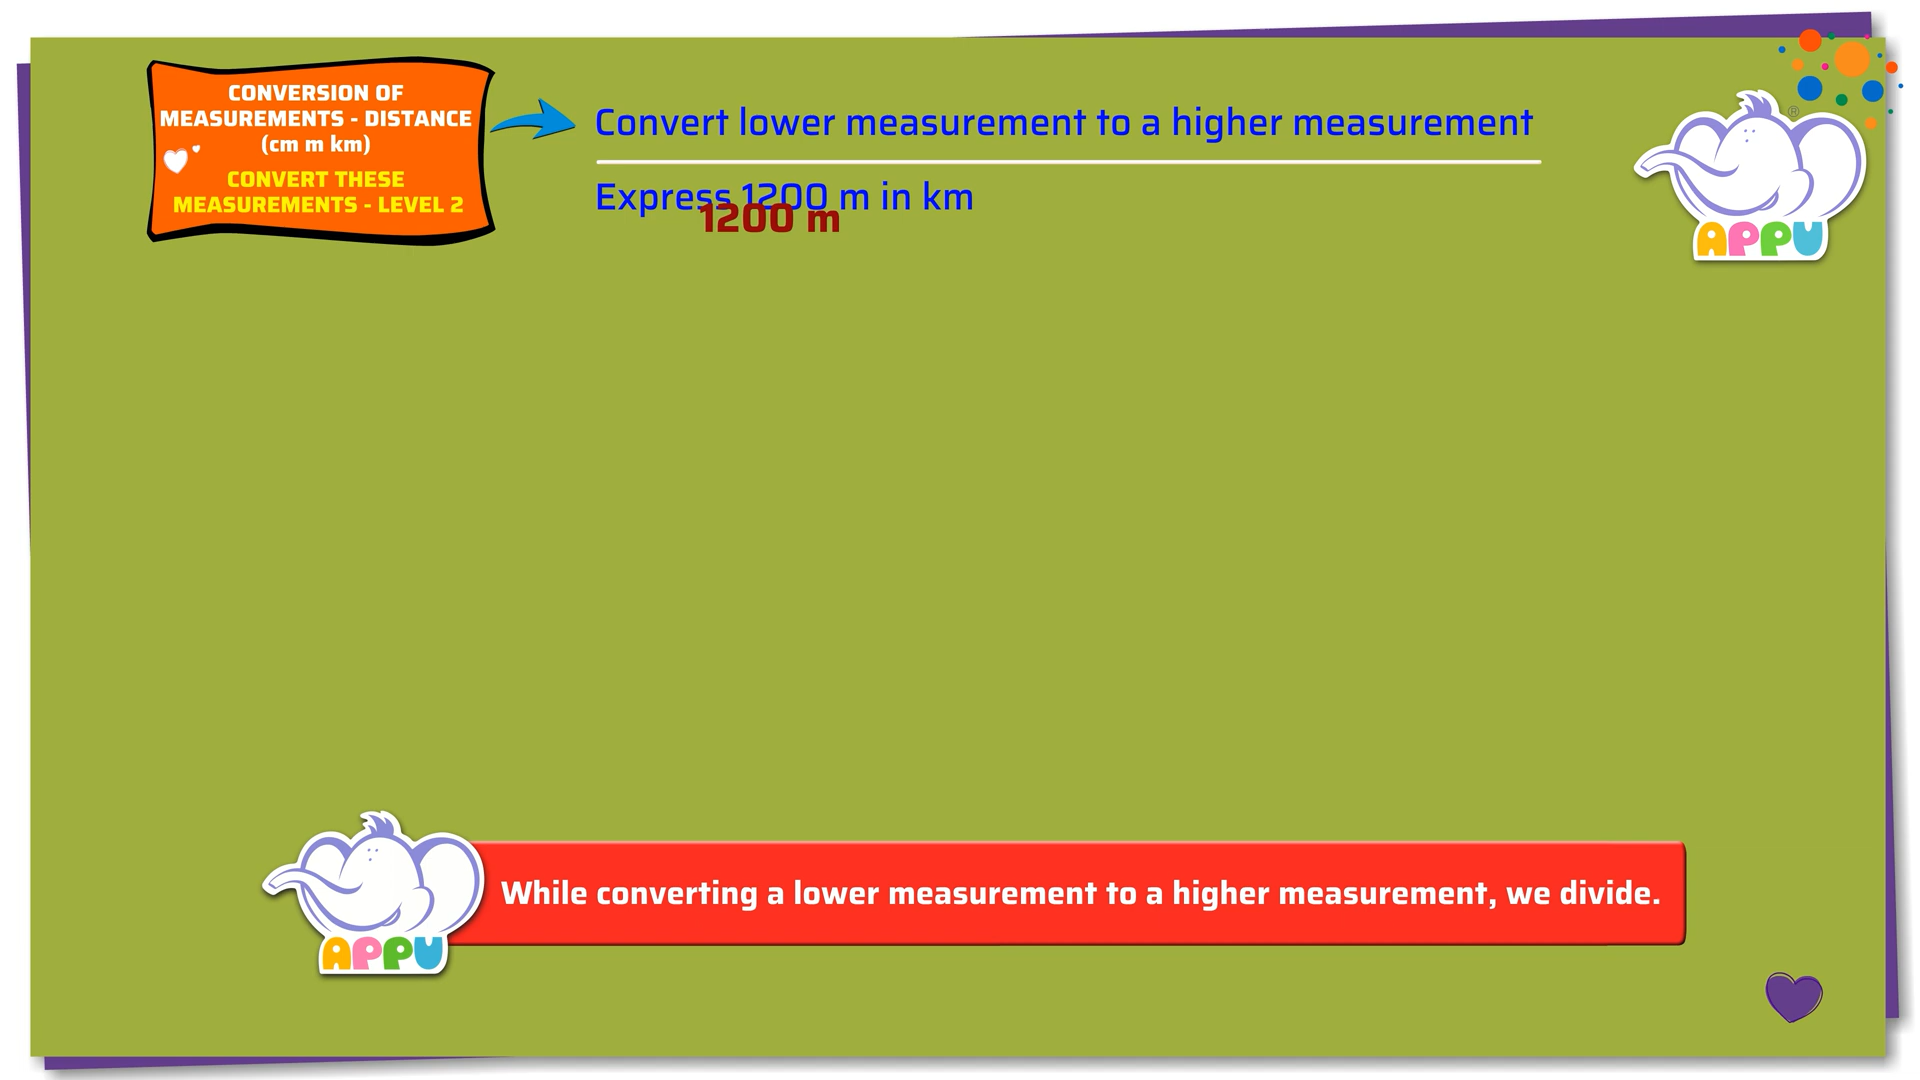 CONVERSION OF
MEASUREMENTS - DISTANCE
(cm m km)
CONVERT THESE
MEASUREMENTS - LEVEL 2
Convert lower measurement to a higher measurement
Express 1200 m in km
1200 m
®
APPU
While converting a lower measurement to a higher measurement, we divide.
APPU